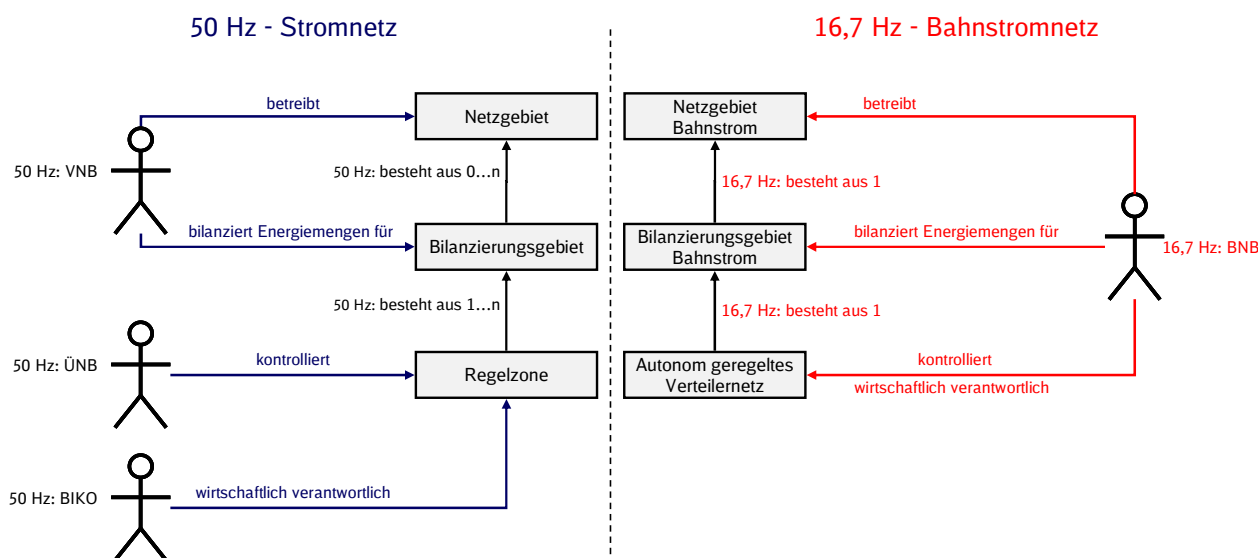 50 Hz - Stromnetz
16,7 Hz - Bahnstromnetz
betreibt
Netzgebiet
Netzgebiet
Bahnstrom
betreibt
50 Hz: VNB
50 Hz: besteht aus 0...n
16,7 Hz: besteht aus 1
bilanziert Energiemengen für
Bilanzierungsgebiet
Bilanzierungsgebiet
Bahnstrom
bilanziert Energiemengen für
16,7 Hz: BNB
50 Hz: besteht aus 1...n
16,7 Hz: besteht aus 1
50 Hz: ÜNB
kontrolliert
Regelzone
Autonom geregeltes
Verteilernetz
kontrolliert
wirtschaftlich verantwortlich
50 Hz: BIKO
wirtschaftlich verantwortlich